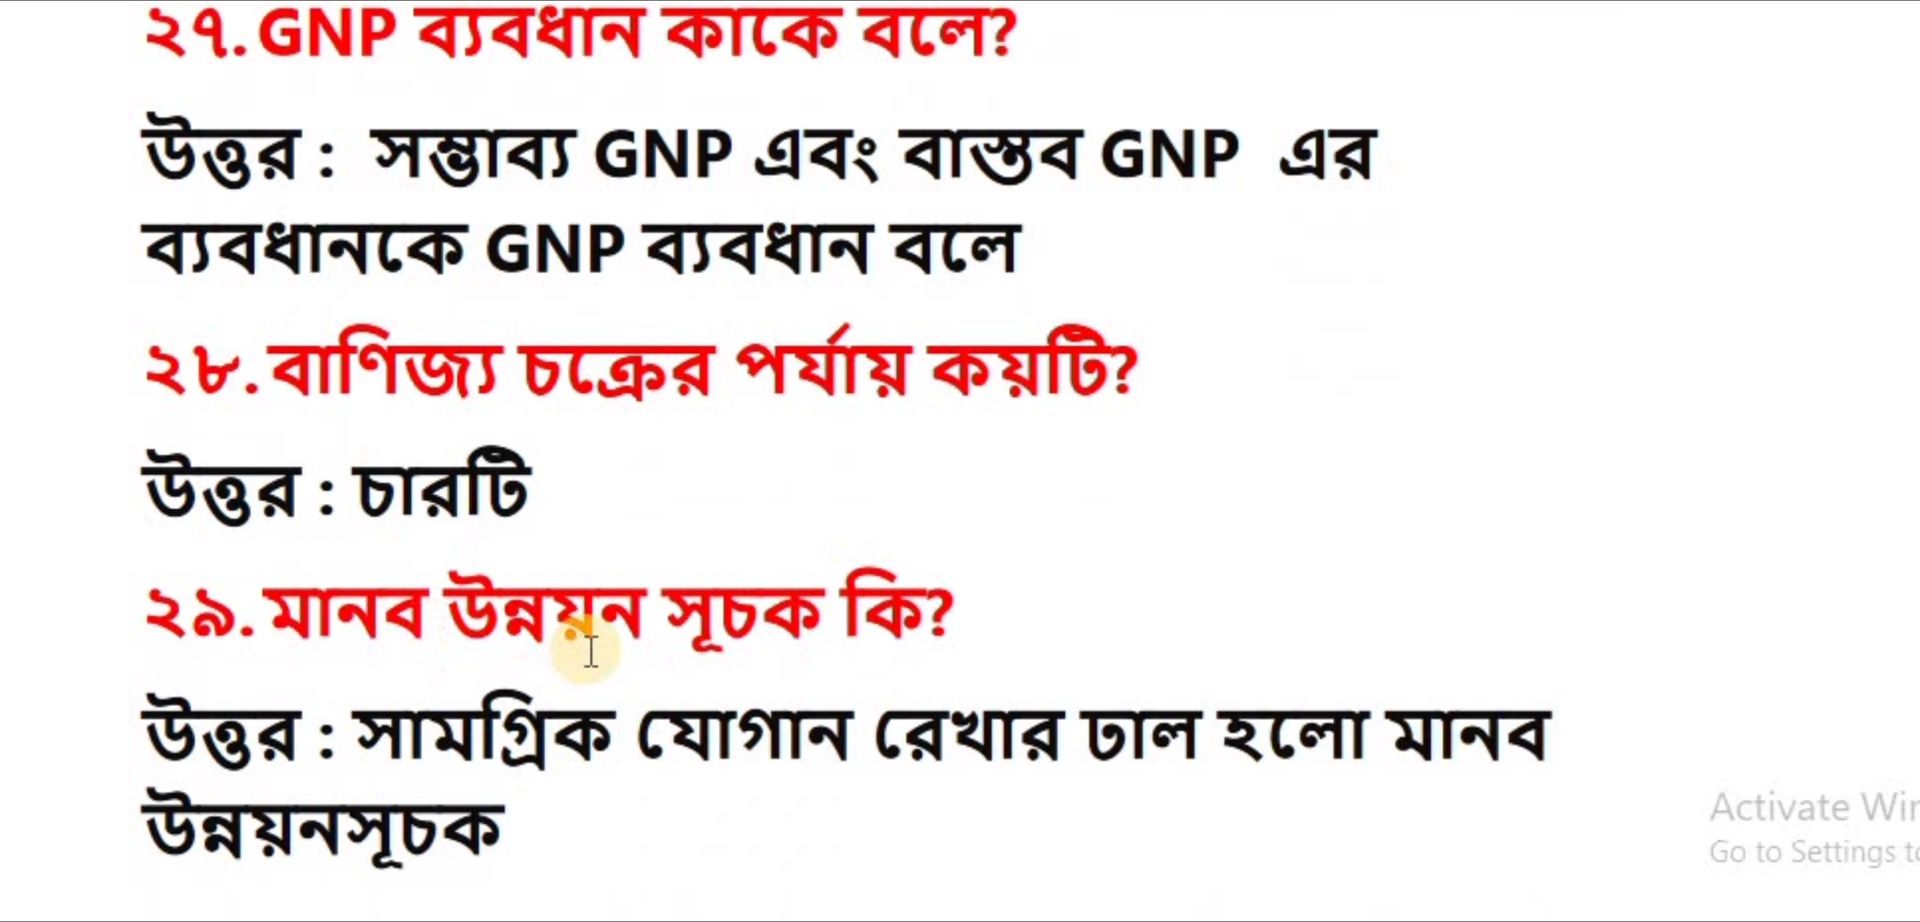 ২৭. GNP ব্যবধান কাকে বলে?
উত্তর : সম্ভাব্য GNP এবং বাস্তব GNP এর
ব্যবধানকে GNP ব্যবধান বলে
২৮. বাণিজ্য চক্রের পর্যায় কয়টি?
উত্তর : চারটি
২৯. মানব উন্নয়ন সূচক কি?
উত্তর : সামগ্রিক যোগান রেখার ঢাল হলো মানব
উন্নয়নসূচক
Activate Win
Go to Settings to